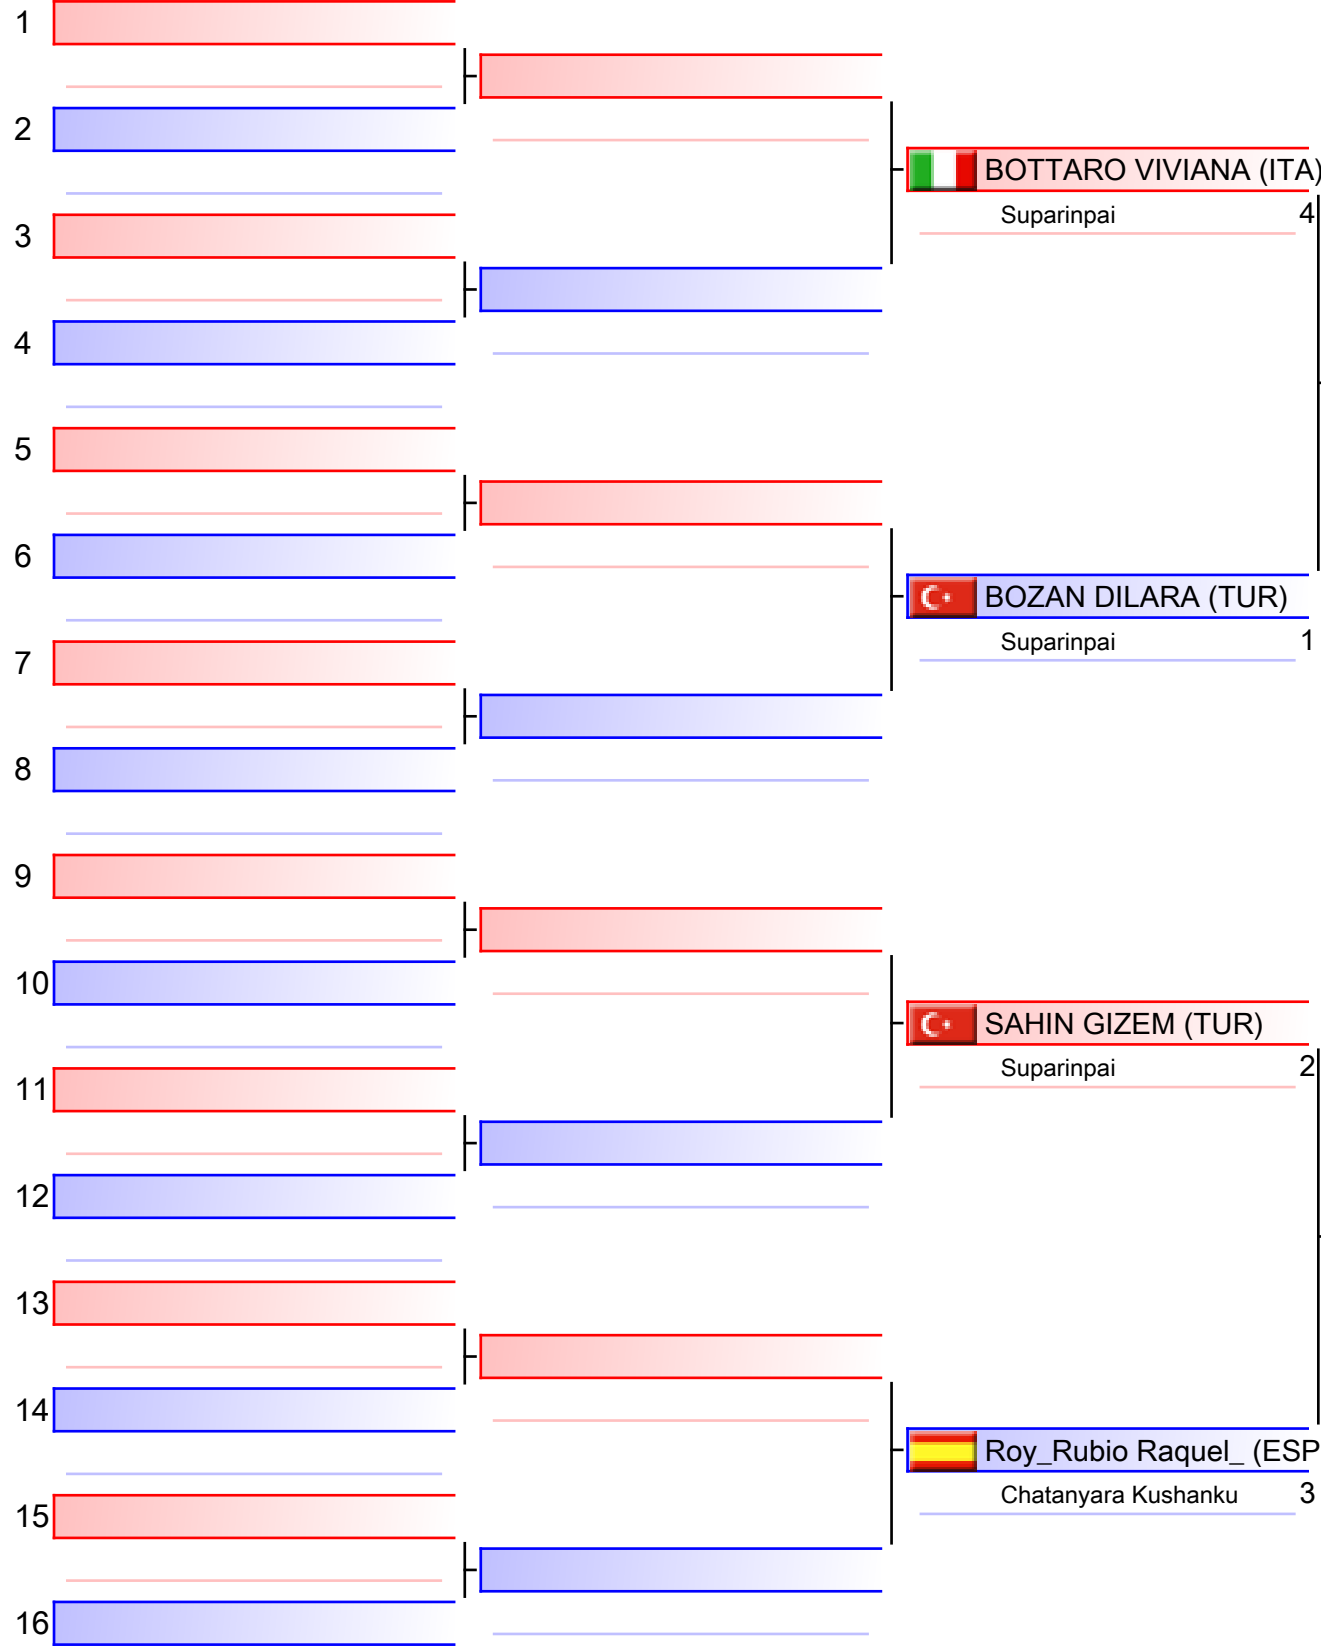 1
2
BOTTARO VIVIANA (ITA)
Suparinpai 4
3
4
5
6
BOZAN DILARA (TUR)
Suparinpai 1
7
8
9
10
SAHIN GIZEM (TUR)
Suparinpai 2
11
12
13
14
Roy_Rubio Raquel_ (ESP
Chatanyara Kushanku 3
15
16